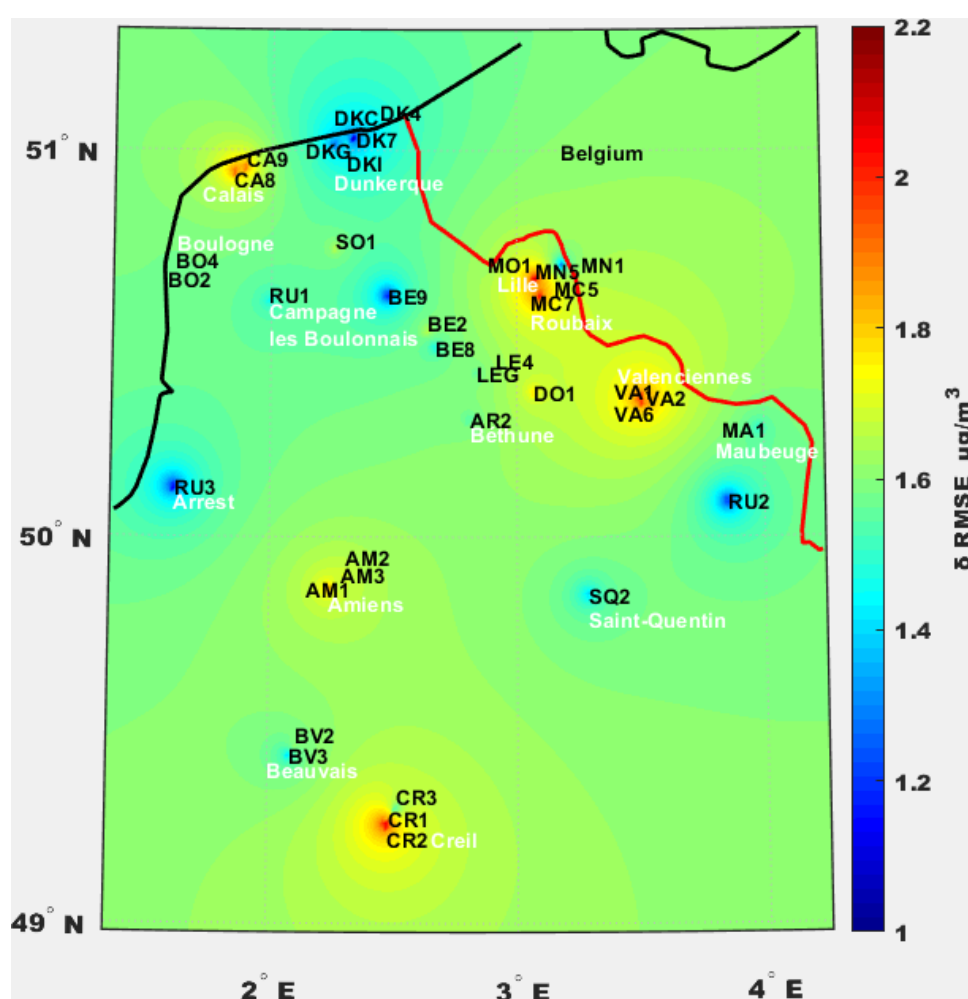 2.2
DKC DK4
51° N
DK7
DKG
DKI
Belgium
CA9
CA8
Dunkerque
Calais
2
Boulogne
SO1
BO4
BO2
MO1
MN5
MN1
Lille
MC5
MC7
RU1
BE9
Campagne
les Boulonnais
BE2
Roubaix
1.8
BE8
LE4
LEG
Valenciennes
DO1
VA1
VA2
VA6
AR2
Bethune
MA1
Maubeuge
1.6
RU3
Arrest
RU2
δ RMSE µg/m³
50° N
AM2
AM3
AM1
Amiens
SQ2
Saint-Quentin
1.4
BV2
BV3
Beauvais
1.2
CR3
CR1
CR2 Creil
49° N
1
2° E
3° E
4° E